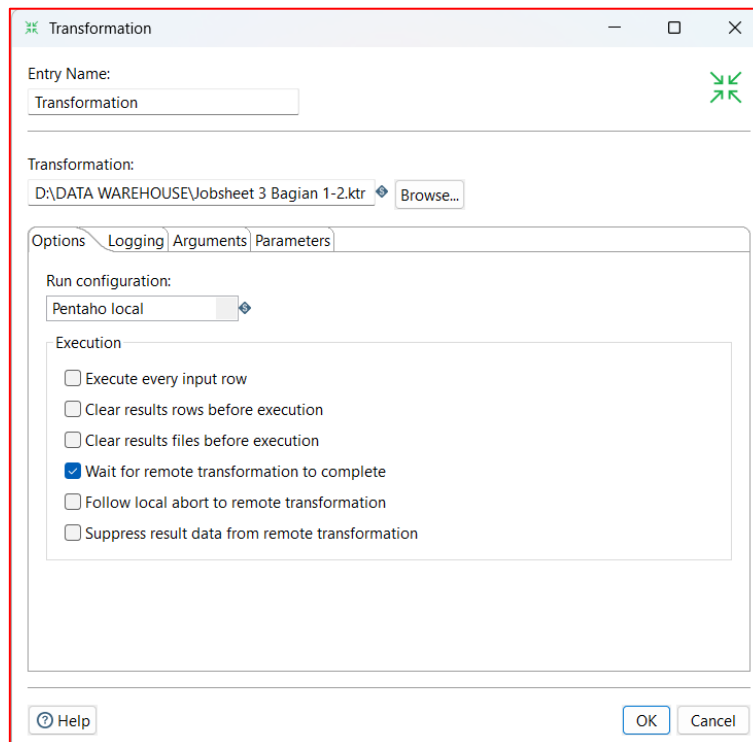 Transformation
Entry Name:
Transformation
Transformation:
D:\DATA WAREHOUSE\Jobsheet 3 Bagian 1-2.ktr
Browse...
Options Logging Arguments Parameters
Run configuration:
Pentaho local
Execution
Execute every input row
Clear results rows before execution
Clear results files before execution
Wait for remote transformation to complete
Follow local abort to remote transformation
Suppress result data from remote transformation
Help OK Cancel